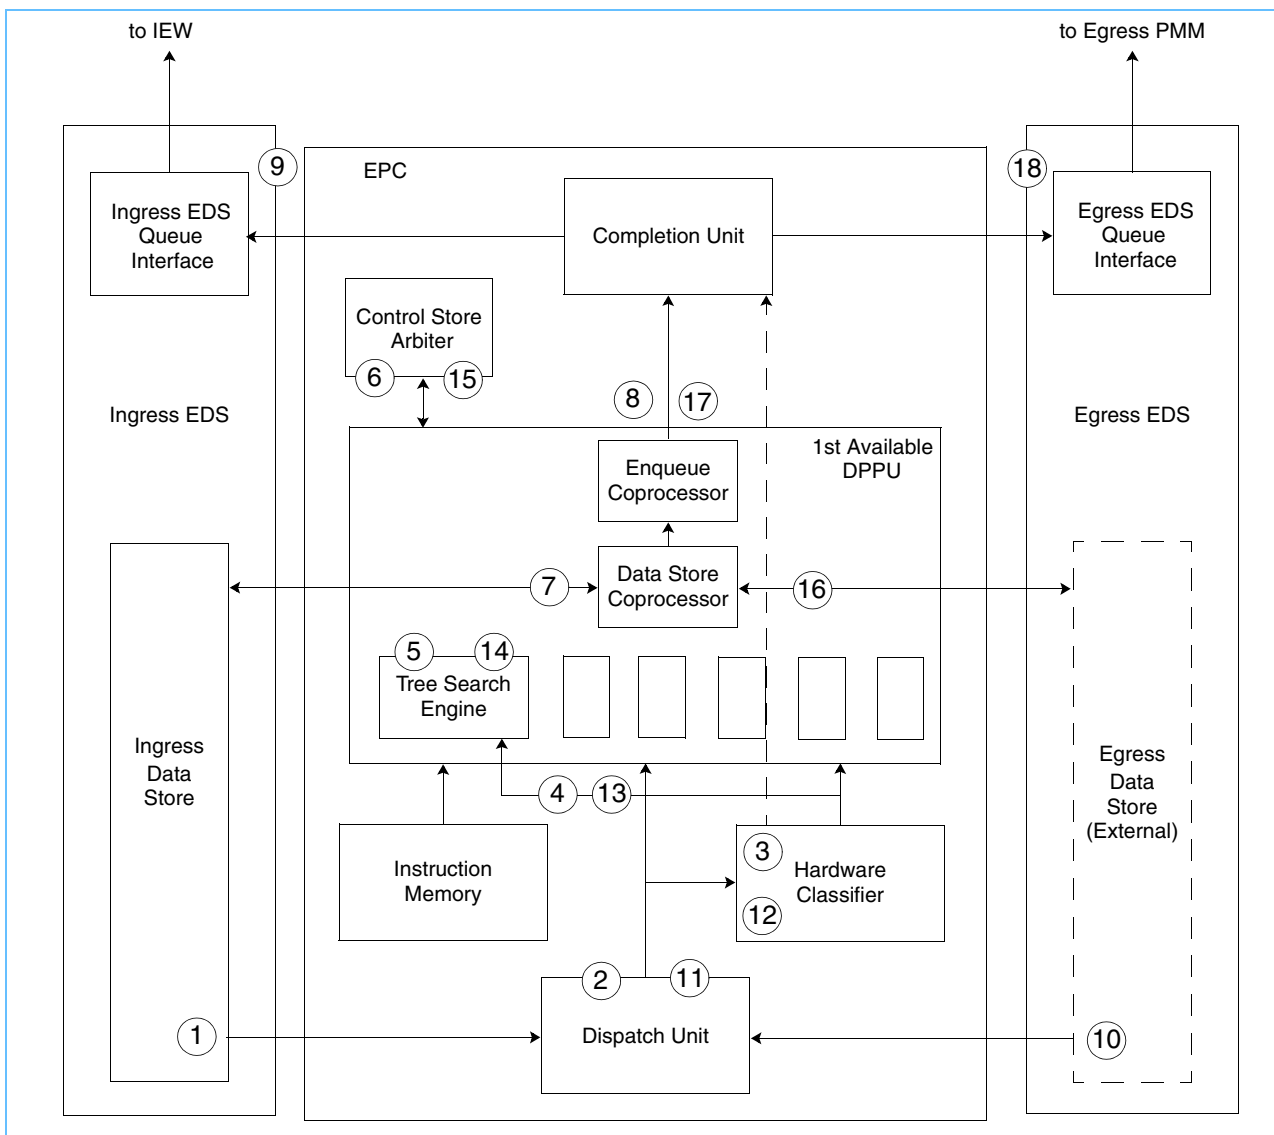 to IEW
to Egress PMM
9
EPC
18
Ingress EDS
Queue
Interface
Completion Unit
Egress EDS
Queue
Interface
Control Store
Arbiter
6
15
8
17
Ingress EDS
Egress EDS
1st Available
DPPU
Enqueue
Coprocessor
7
Data Store
Coprocessor
16
5
14
Tree Search
Engine
Ingress
Data
Store
Egress
Data
Store
(External)
4
13
Instruction
Memory
3
Hardware
Classifier
12
2
11
1
Dispatch Unit
10